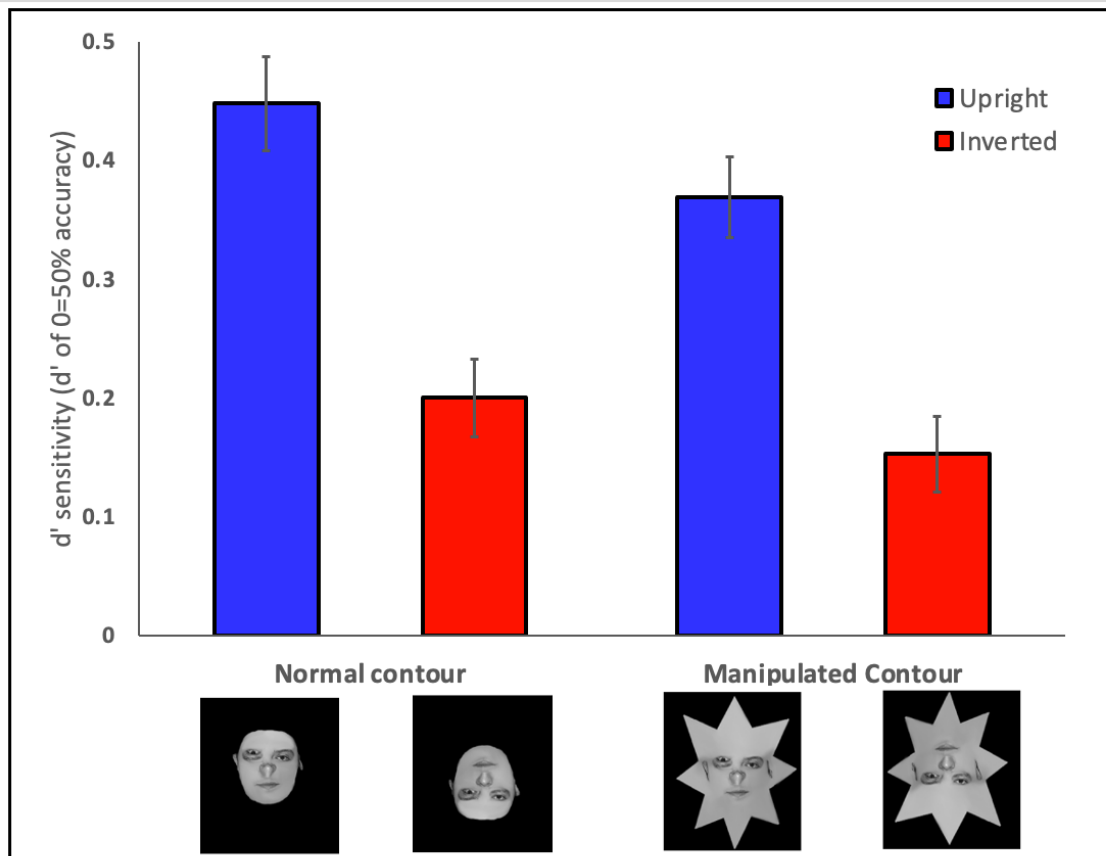 d' sensitivity (d' of 0=50% accuracy)
0.5
0.4
0.3
0.2
0.1
0
Upright
Inverted
Normal contour
Manipulated Contour